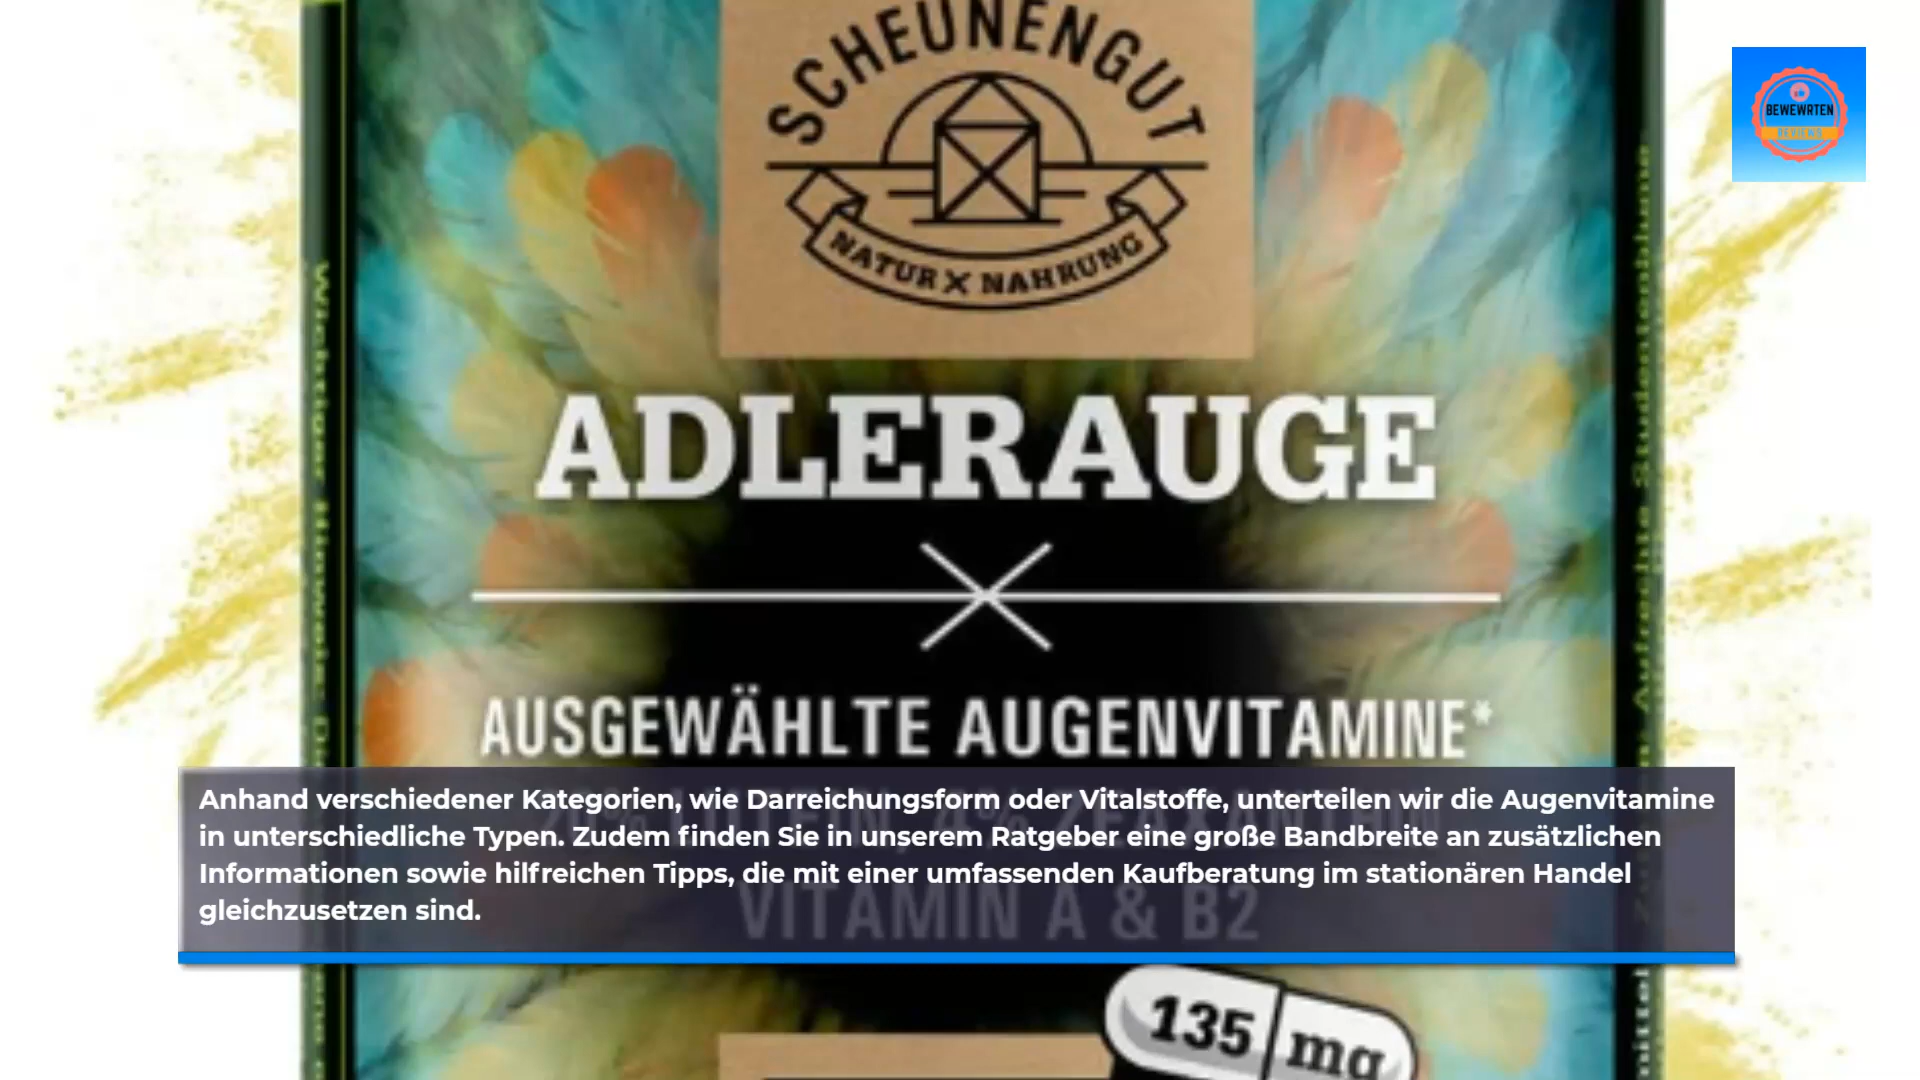 SCHEUNENGUT
BEWEWRTEN
REVIEWS
NATUR X NAHRUNG
ADLERAUGE
AUSGEWÄHLTE AUGENVITAMINE*
Anhand verschiedener Kategorien, wie Darreichungsform oder Vitalstoffe, unterteilen wir die Augenvitamine
in unterschiedliche Typen. Zudem finden Sie in unserem Ratgeber eine große Bandbreite an zusätzlichen
Informationen sowie hilfreichen Tipps, die mit einer umfassenden Kaufberatung im stationären Handel
gleichzusetzen sind.
VITAMIN A & B2
135 mg